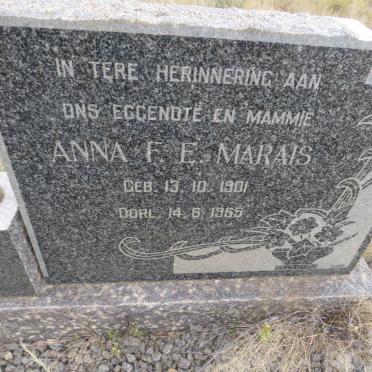 IN TERE HERINNERING AAN
ONS EGGENOTE EN MAMMIE
ANNA F. E. MARAIS
GEB. 13. 10. 1901
OORL. 14. 6. 1965